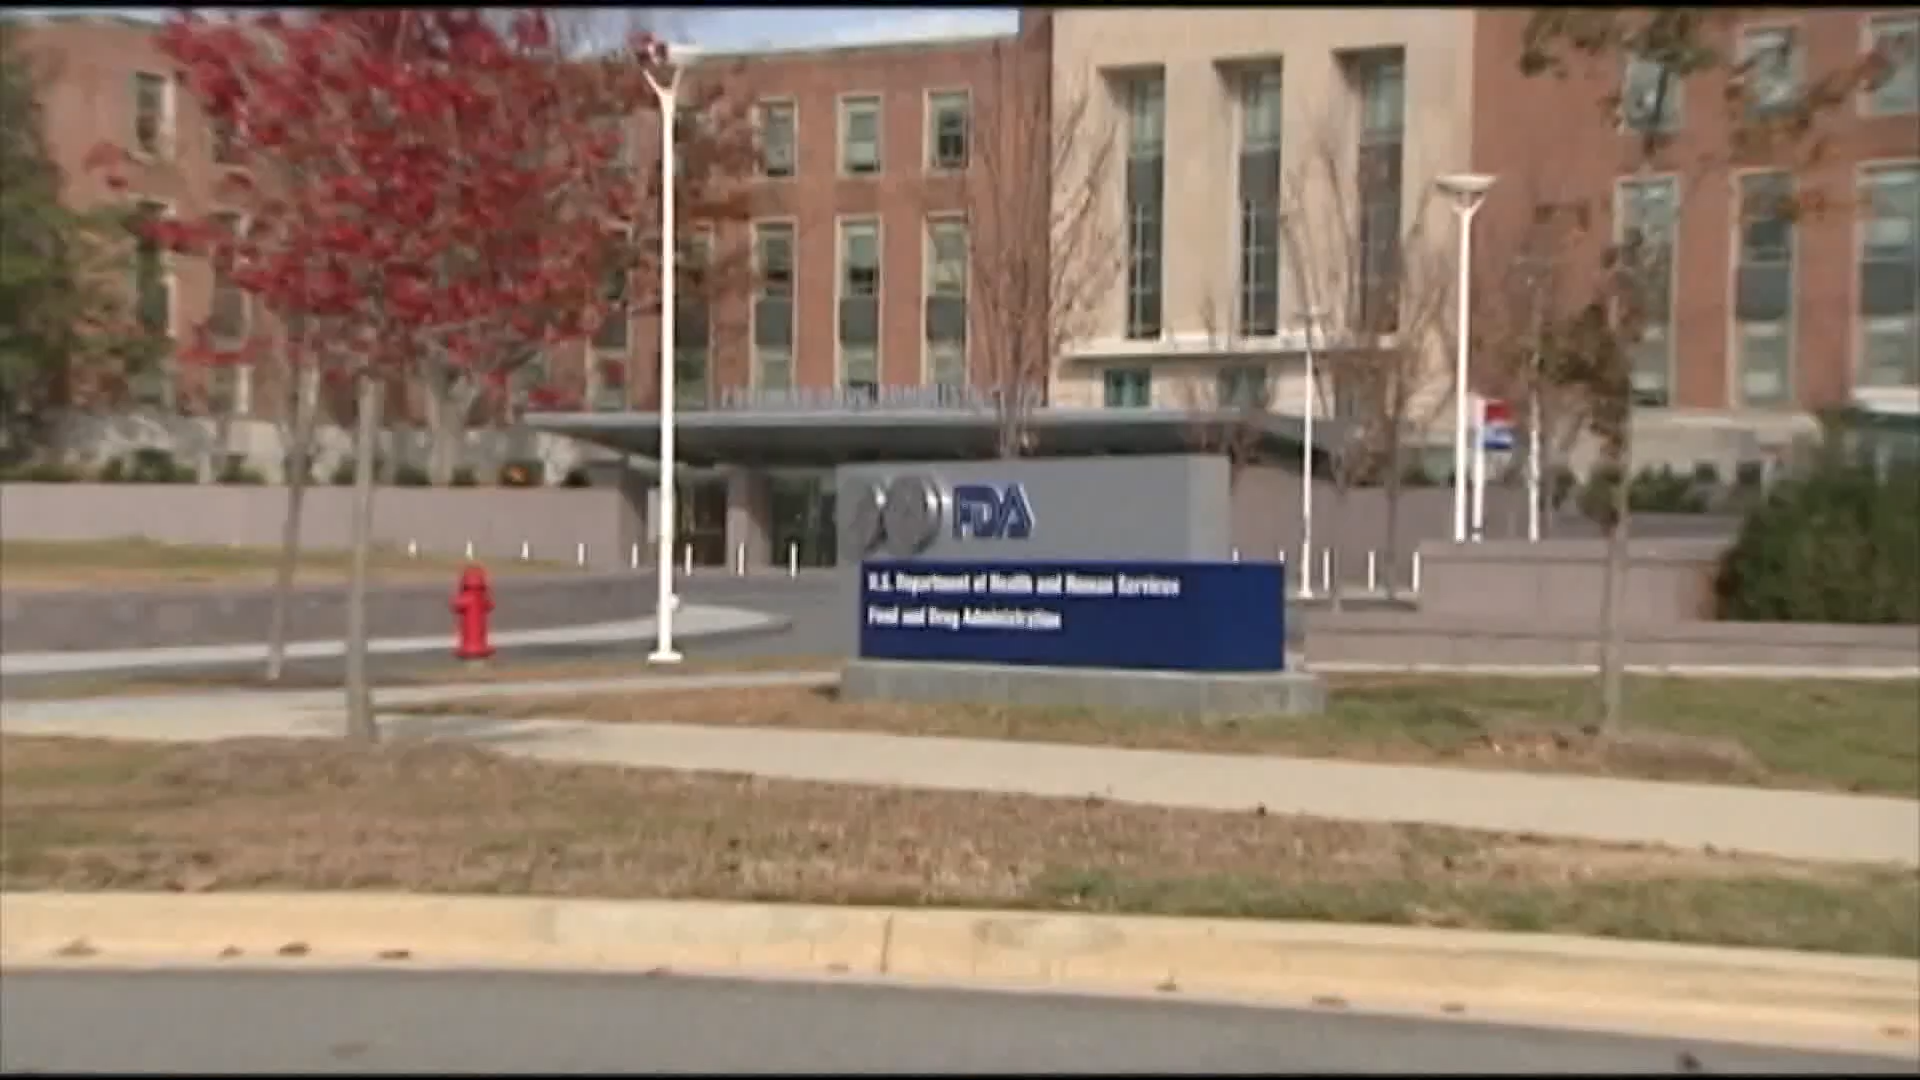 FDA
U.S. Department of Health and Human Services
Food and Drug Administration